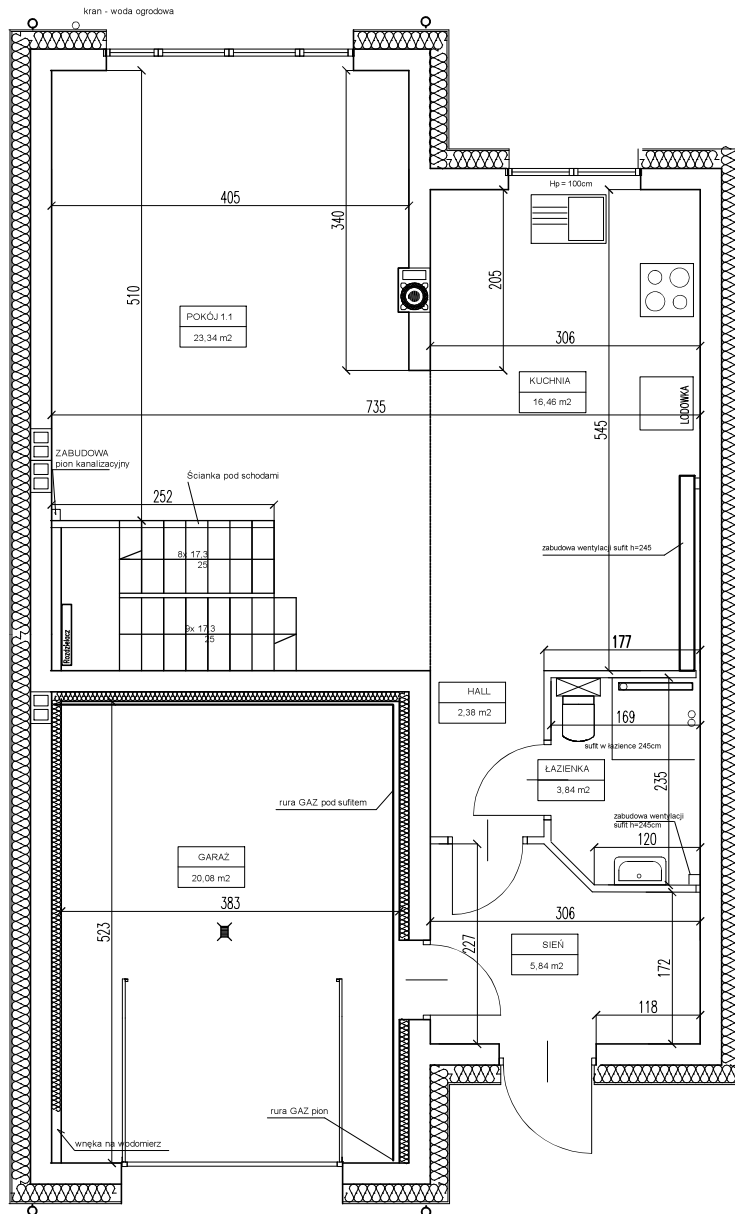 kran - woda ogrodowa
Hp = 100cm
405
340
510
205
POKÓJ 1.1
23,34 m2
306
KUCHNIA
16,46 m2
LODOWKA
735
545
ZABUDOWA
pion kanalizacyjny
Ścianka pod schodami
252
8x 17,3
25
zabudowa wentylacji sufit h=245
Rozdzielacz
9x 17,3
25
177
HALL
2,38 m2
169
sufit w łazience 245cm
ŁAZIENKA
3,84 m2
235
rura GAZ pod sufitem
zabudowa wentylacji
sufit h=245cm
120
GARAŻ
20,08 m2
383
523
306
227
SIEŃ
5,84 m2
172
118
rura GAZ pion
wnęka na wodomierz